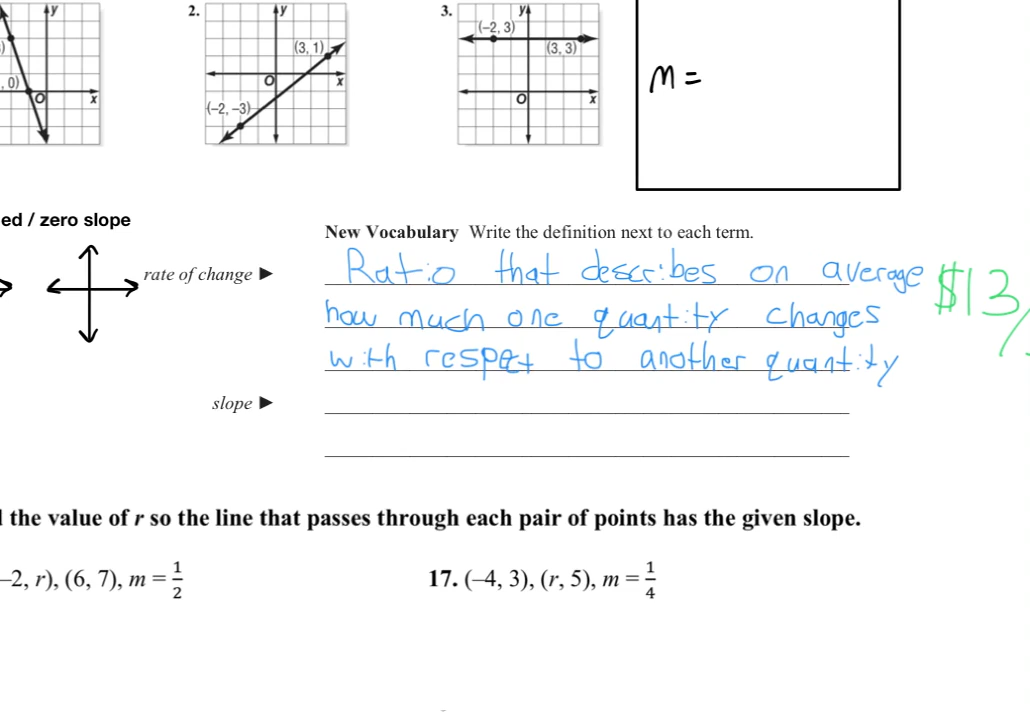 2.
3.
y
y
y
(3, 1)
(-2, 3)
(3, 3)
, 0)
O
x
O
x
O
x
(-2, -3)
m =
ed / zero slope
New Vocabulary Write the definition next to each term.
rate of change ▶
Ratio that describes on average
how much one quantity changes
with respect to another quantity
$13/
slope ▶
the value of r so the line that passes through each pair of points has the given slope.
–2, r), (6, 7), m = 1/2
17. (–4, 3), (r, 5), m = 1/4